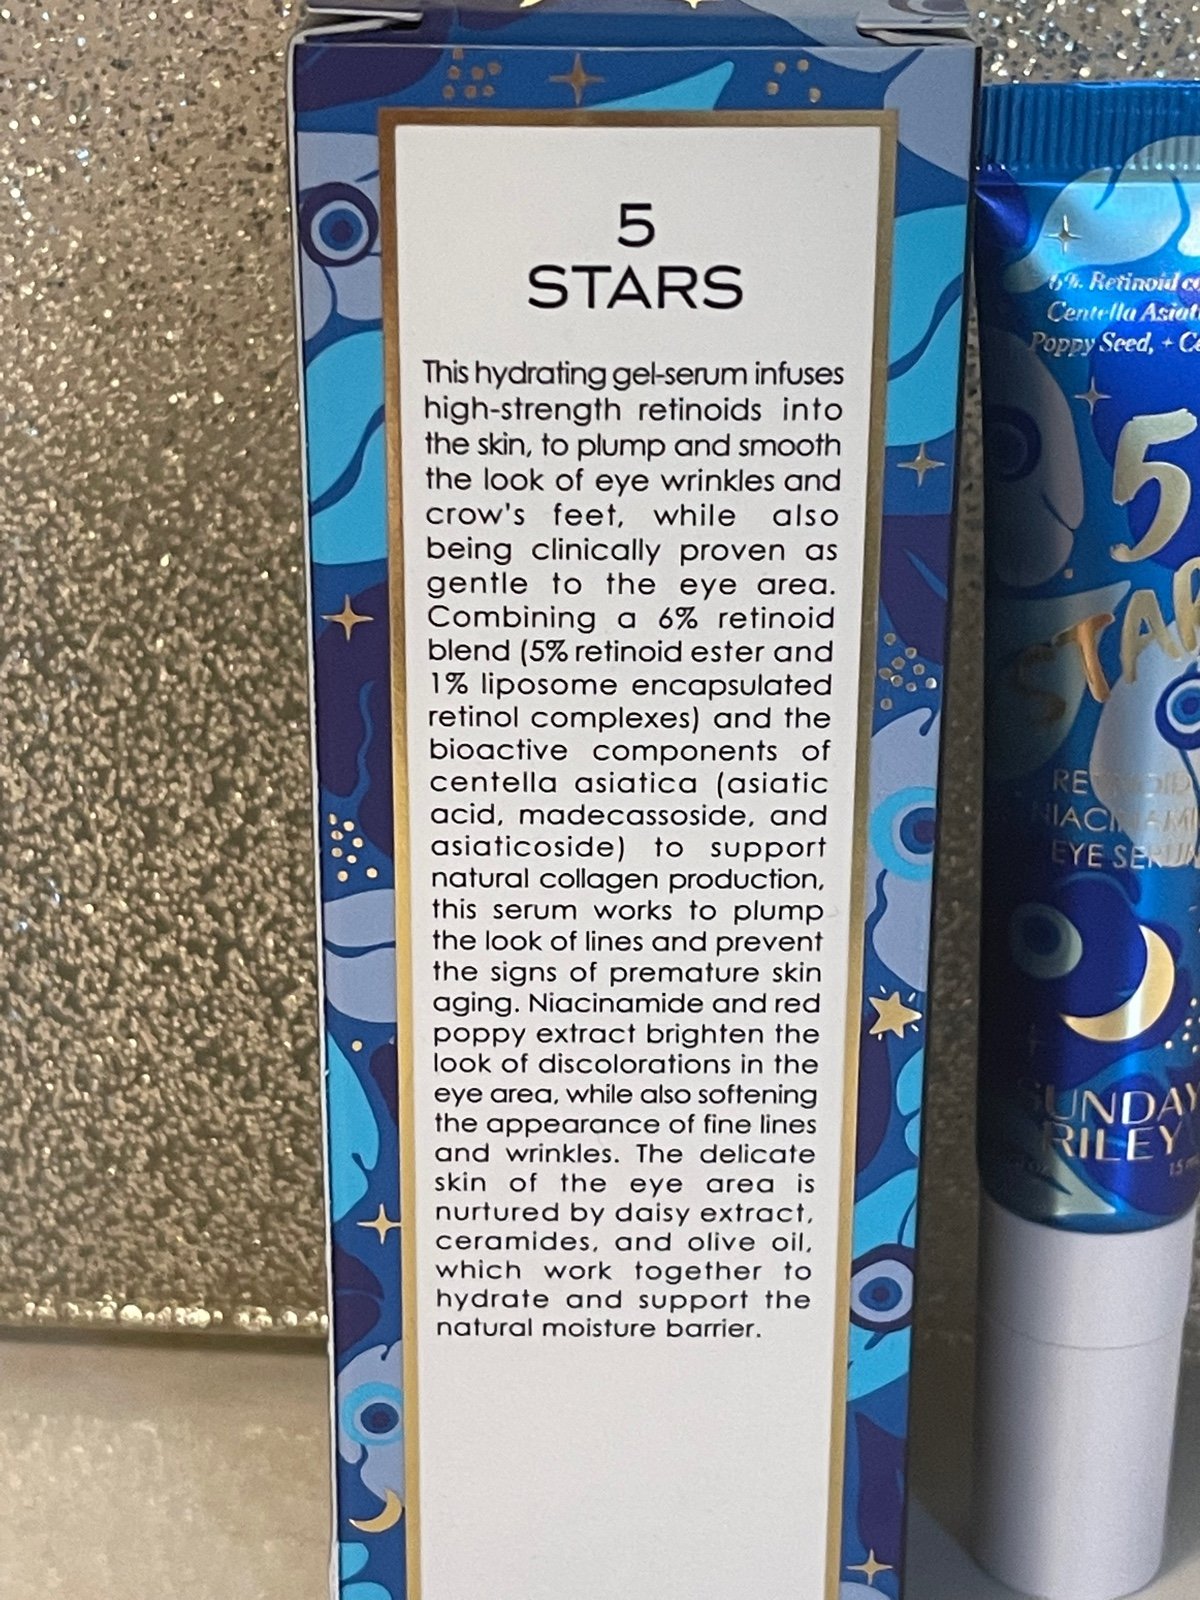 5
STARS
This hydrating gel-serum infuses
high-strength retinoids into
the skin, to plump and smooth
the look of eye wrinkles and
crow's feet, while also
being clinically proven as
gentle to the eye area.
Combining a 6% retinoid
blend (5% retinoid ester and
1% liposome encapsulated
retinol complexes) and the
bioactive components of
centella asiatica (asiatic
acid, madecassoside, and
asiaticoside) to support
natural collagen production,
this serum works to plump
the look of lines and prevent
the signs of premature skin
aging. Niacinamide and red
poppy extract brighten the
look of discolorations in the
eye area, while also softening
the appearance of fine lines
and wrinkles. The delicate
skin of the eye area is
nurtured by daisy extract,
ceramides, and olive oil,
which work together to
hydrate and support the
natural moisture barrier.
6% Retinoid
Centella
Poppy Seed, +
5
EYE
SUNDAY
RILEY